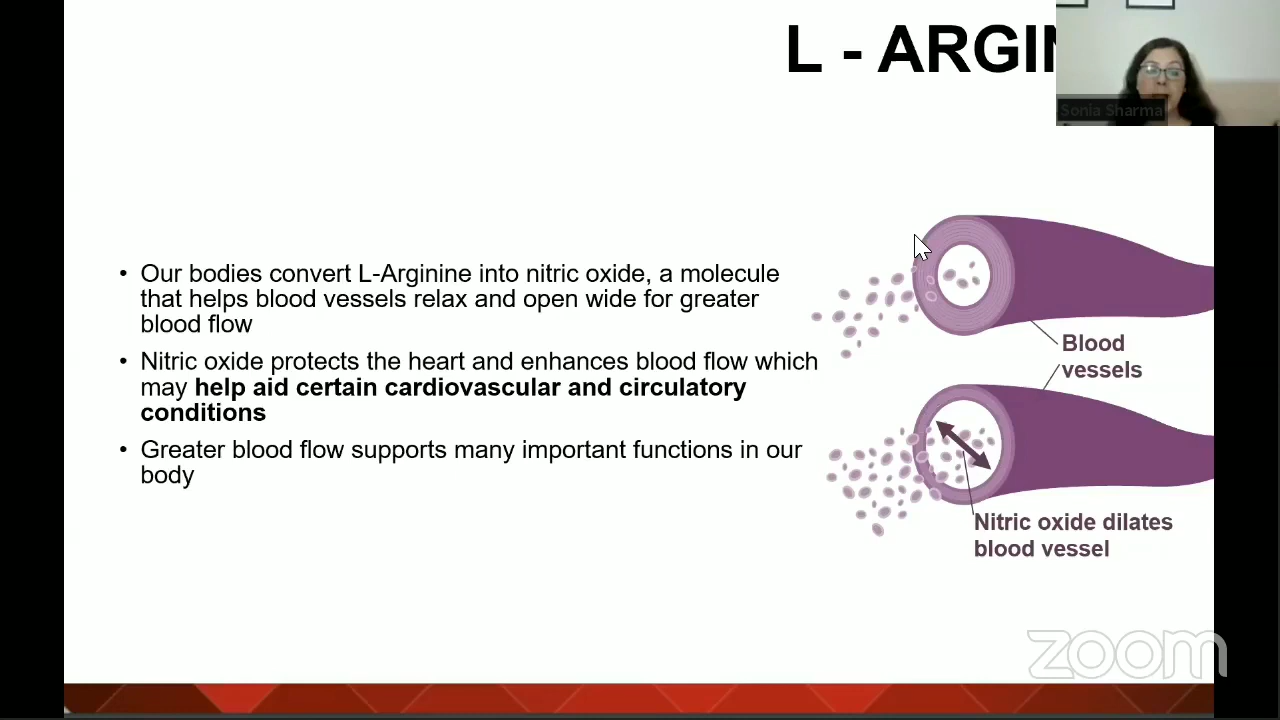 L - ARGIN
Sonia Sharma
• Our bodies convert L-Arginine into nitric oxide, a molecule
that helps blood vessels relax and open wide for greater
blood flow
• Nitric oxide protects the heart and enhances blood flow which
may help aid certain cardiovascular and circulatory
conditions
• Greater blood flow supports many important functions in our
body
Blood
vessels
Nitric oxide dilates
blood vessel
zoom